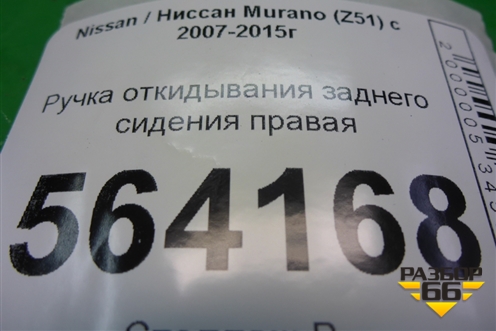 Nissan / Ниссан Murano (Z51) с
2007-2015г
Ручка откидывания заднего
сидения правая
564168
РАЗБОР
66